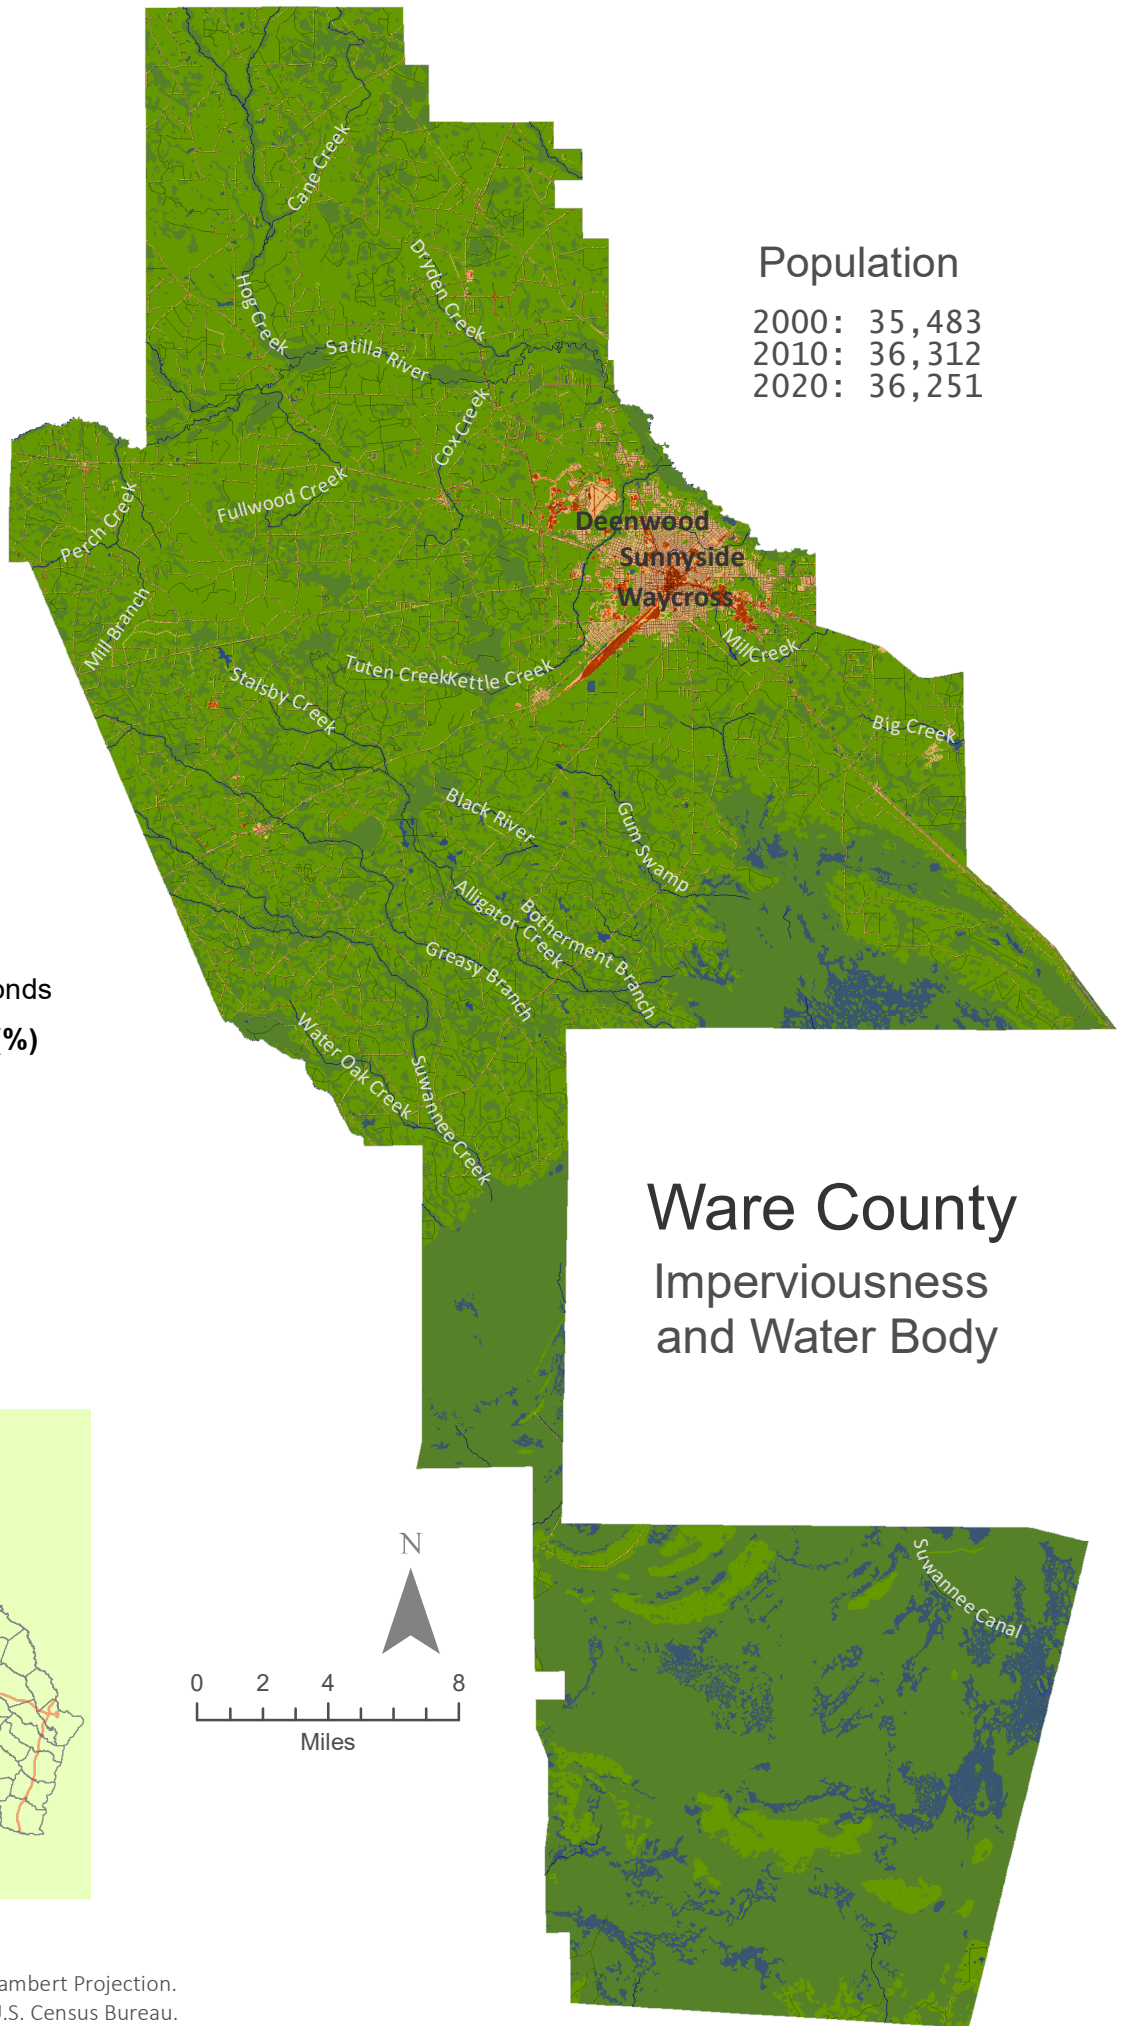 Cane Creek
Dryden Creek
Hog Creek
Satilla River
Population
2000: 35,483
2010: 36,312
2020: 36,251
Cox Creek
Fullwood Creek
Perch Creek
Deenwood
Sunnyside
Waycross
Mill Branch
Mill Creek
Tuten Creek
Kettle Creek
Stalsby Creek
Big Creek
Black River
Gum Swamp
Alligator Creek
Botherment Branch
Greasy Branch
onds
(%)
Water Oak Creek
Suwannee Creek
Ware County
Imperviousness
and Water Body
N
Suwannee Canal
0 2 4 8
Miles
ambert Projection.
.S. Census Bureau.